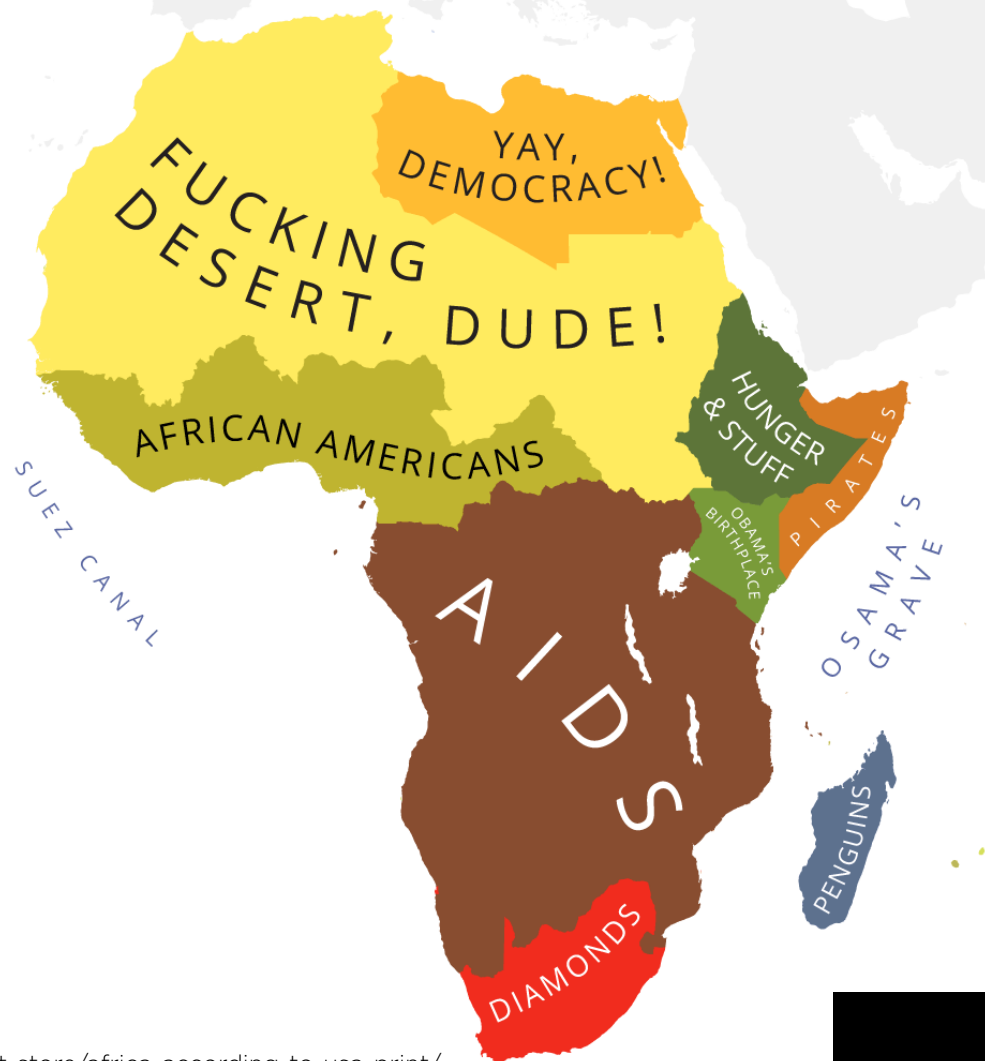 YAY,
DEMOCRACY!
FUCKING
DESERT, DUDE!
HUNGER
& STUFF
PIRATES
AFRICAN AMERICANS
SUEZ CANAL
OBAMA'S
BIRTHPLACE
OSAMA'S
GRAVE
AIDS
PENGUINS
DIAMONDS